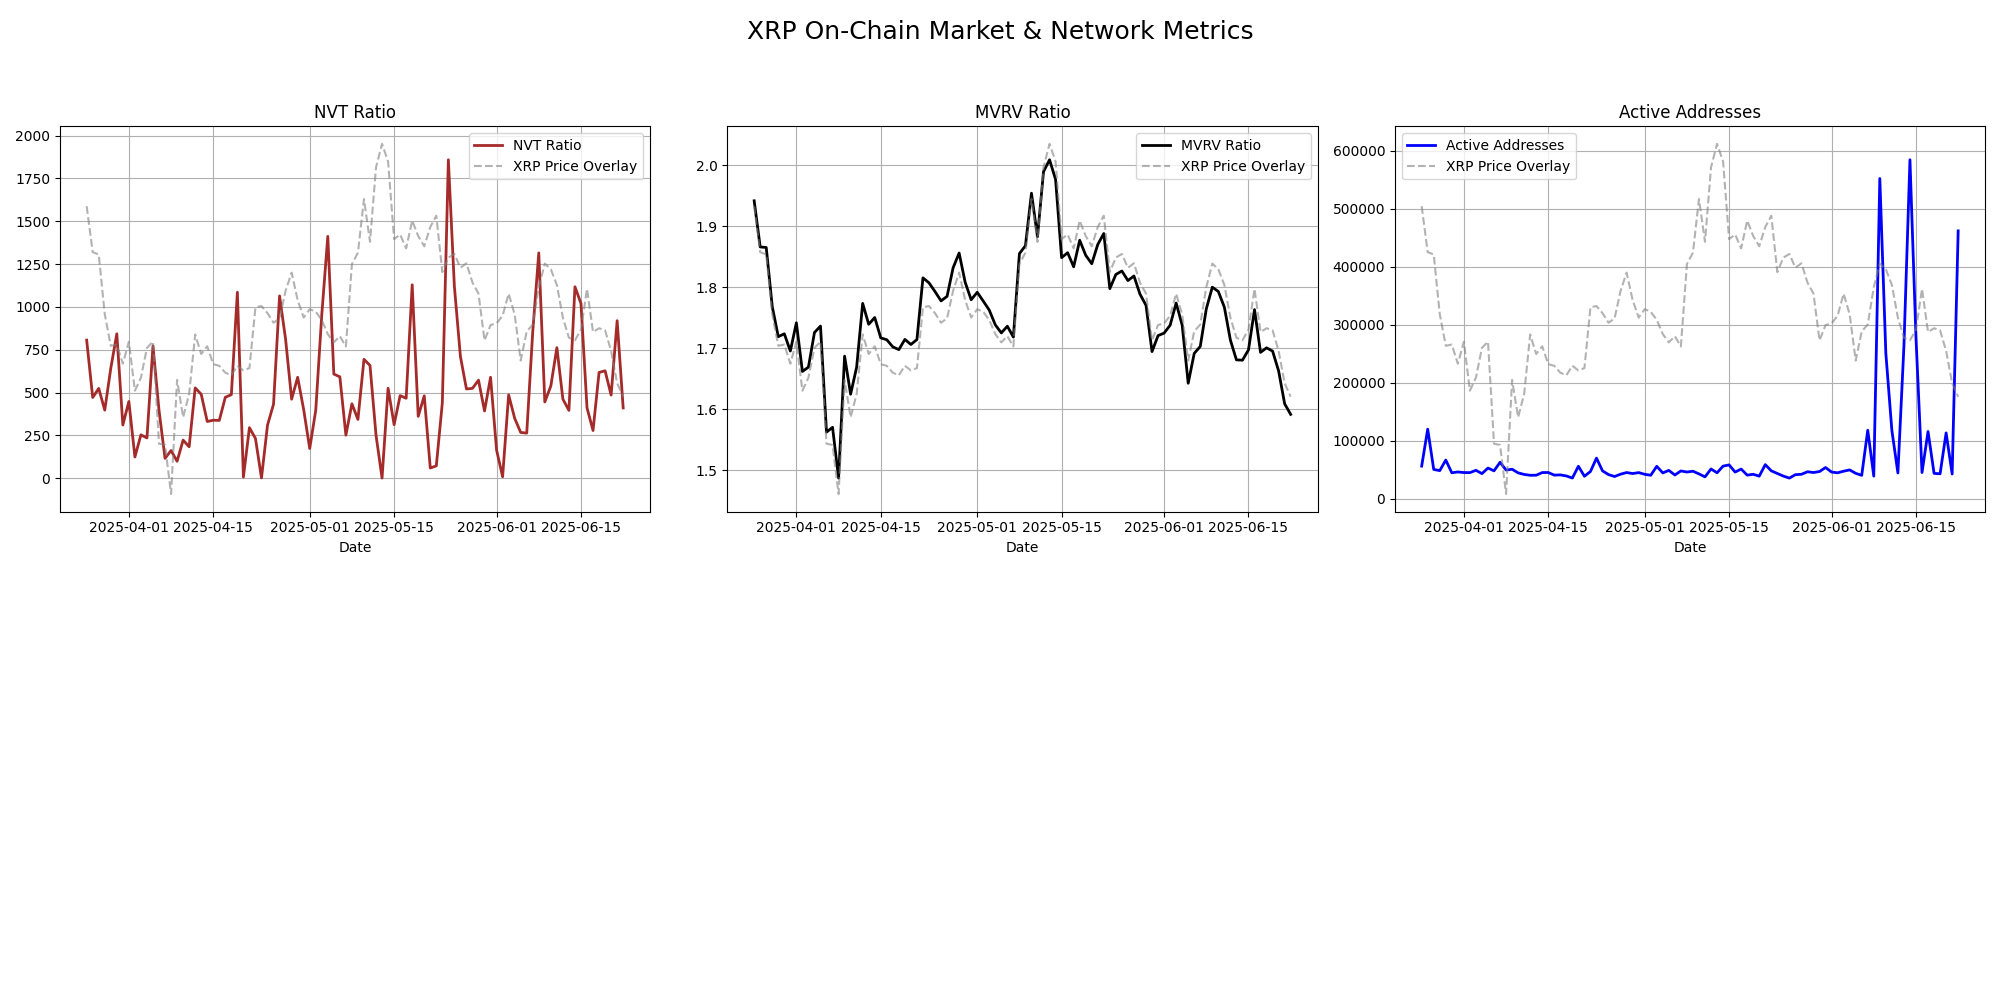 XRP On-Chain Market & Network Metrics
NVT Ratio
2000
1750
1500
1250
1000
750
500
250
0
NVT Ratio
XRP Price Overlay
2025-04-01 2025-04-15 2025-05-01 2025-05-15 2025-06-01 2025-06-15
Date
MVRV Ratio
2.0
1.9
1.8
1.7
1.6
1.5
MVRV Ratio
XRP Price Overlay
2025-04-01 2025-04-15 2025-05-01 2025-05-15 2025-06-01 2025-06-15
Date
Active Addresses
600000
500000
400000
300000
200000
100000
0
Active Addresses
XRP Price Overlay
2025-04-01 2025-04-15 2025-05-01 2025-05-15 2025-06-01 2025-06-15
Date